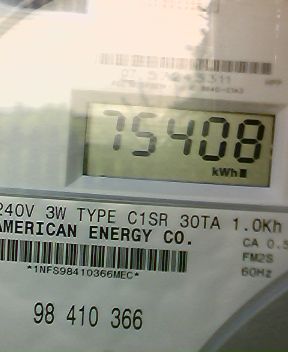 75408
kWh
240V 3W TYPE C1SR 30TA 1.0Kh
AMERICAN ENERGY CO.
CA 0.5
FM2S
60Hz
*1NFS98410366MEC*
98 410 366